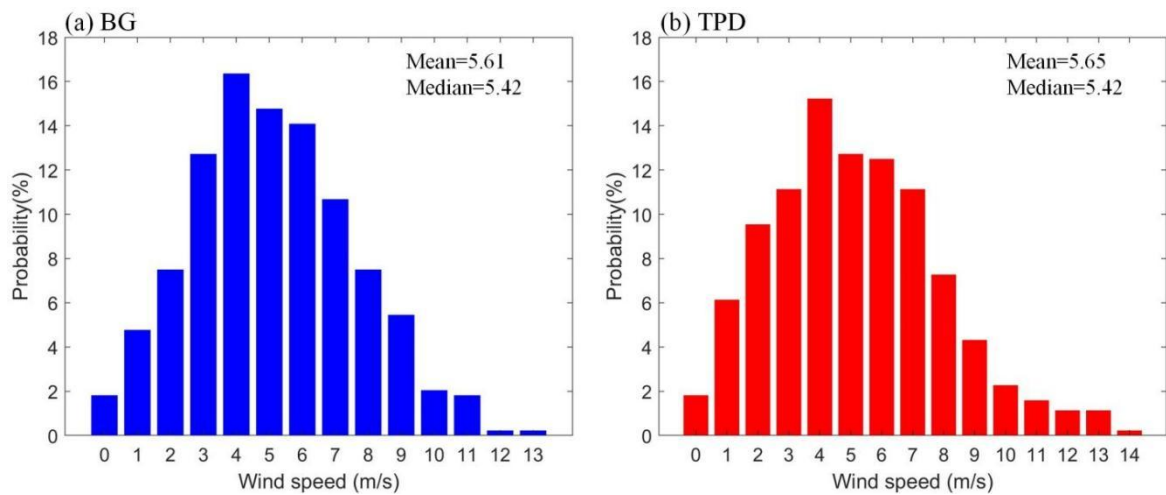 (a) BG
Mean=5.61
Median=5.42
18
16
14
12
10
8
6
4
2
0
Probability(%)
0 1 2 3 4 5 6 7 8 9 10 11 12 13
Wind speed (m/s)
(b) TPD
Mean=5.65
Median=5.42
18
16
14
12
10
8
6
4
2
0
Probability(%)
0 1 2 3 4 5 6 7 8 9 10 11 12 13 14
Wind speed (m/s)